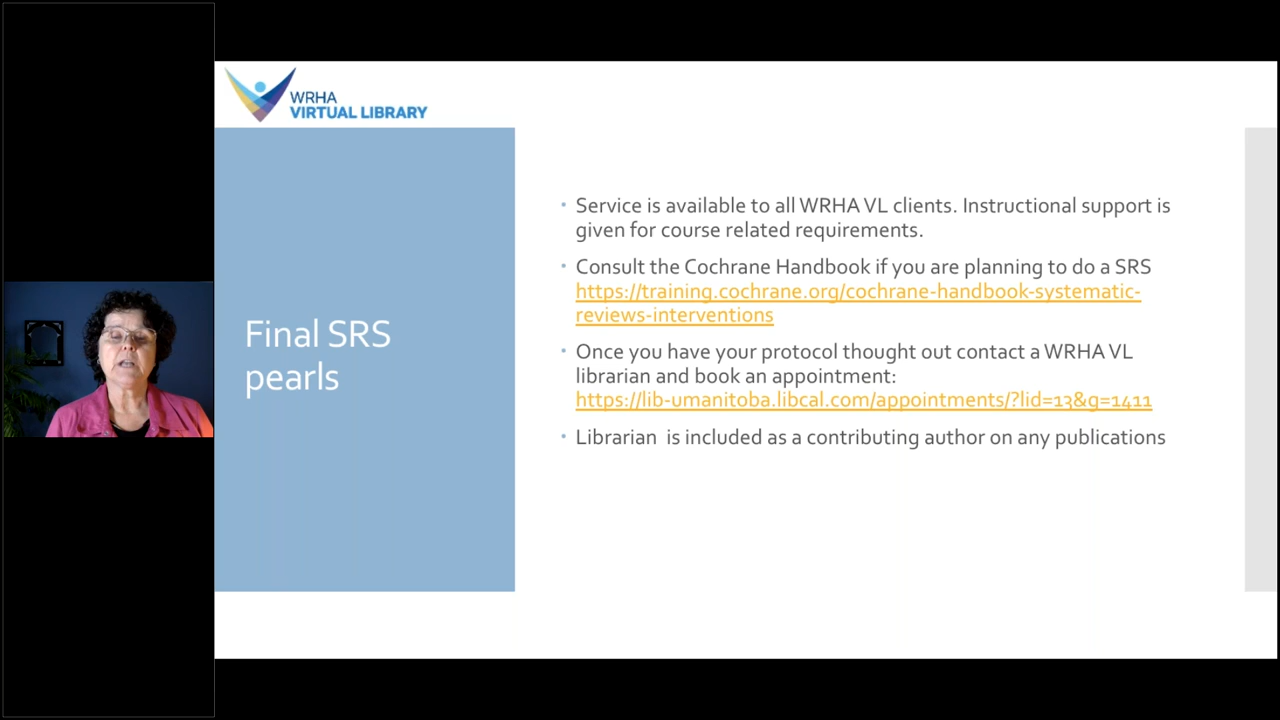 WRHA
VIRTUAL LIBRARY
Final SRS
pearls
Service is available to all WRHA VL clients. Instructional support is
given for course related requirements.
Consult the Cochrane Handbook if you are planning to do a SRS
https://training.cochrane.org/cochrane-handbook-systematic-
reviews-interventions
Once you have your protocol thought out contact a WRHA VL
librarian and book an appointment:
https://lib-umanitoba.libcal.com/appointments/?lid=13&g=1411
Librarian is included as a contributing author on any publications